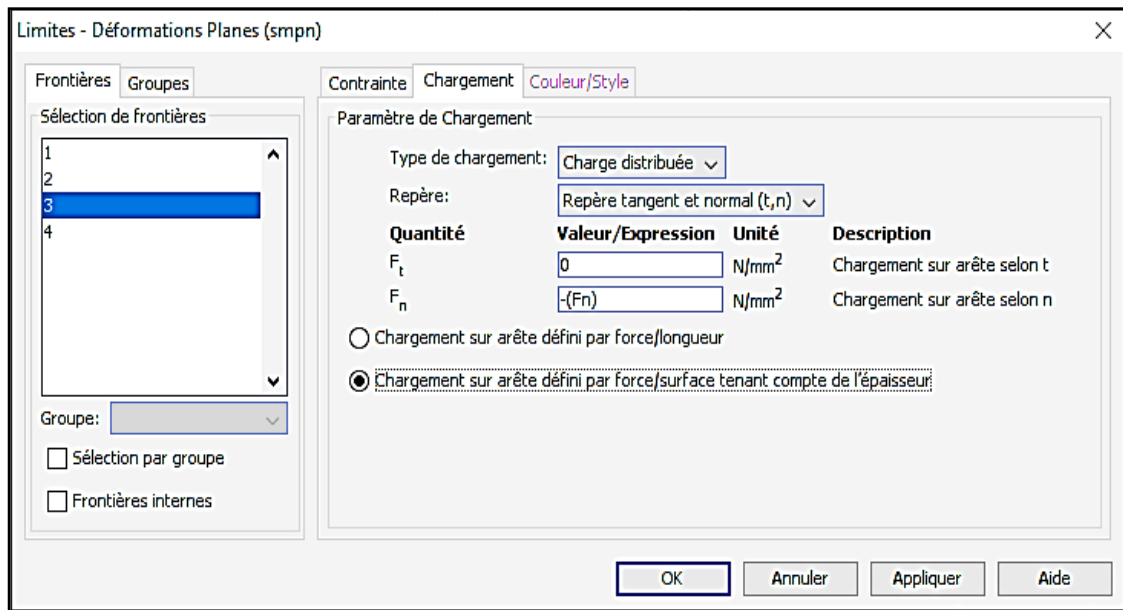 Limites - Déformations Planes (smpn)
Frontières Groupes
Sélection de frontières
1
2
3
4
Groupe:
Sélection par groupe
Frontières internes
Contrainte Chargement Couleur/Style
Paramètre de Chargement
Type de chargement: Charge distribuée
Repère: Repère tangent et normal (t,n)
Quantité Valeur/Expression Unité Description
Ft 0 N/mm² Chargement sur arête selon t
Fn -(Fn) N/mm² Chargement sur arête selon n
Chargement sur arête défini par force/longueur
Chargement sur arête défini par force/surface tenant compte de l'épaisseur
OK Annuler Appliquer Aide